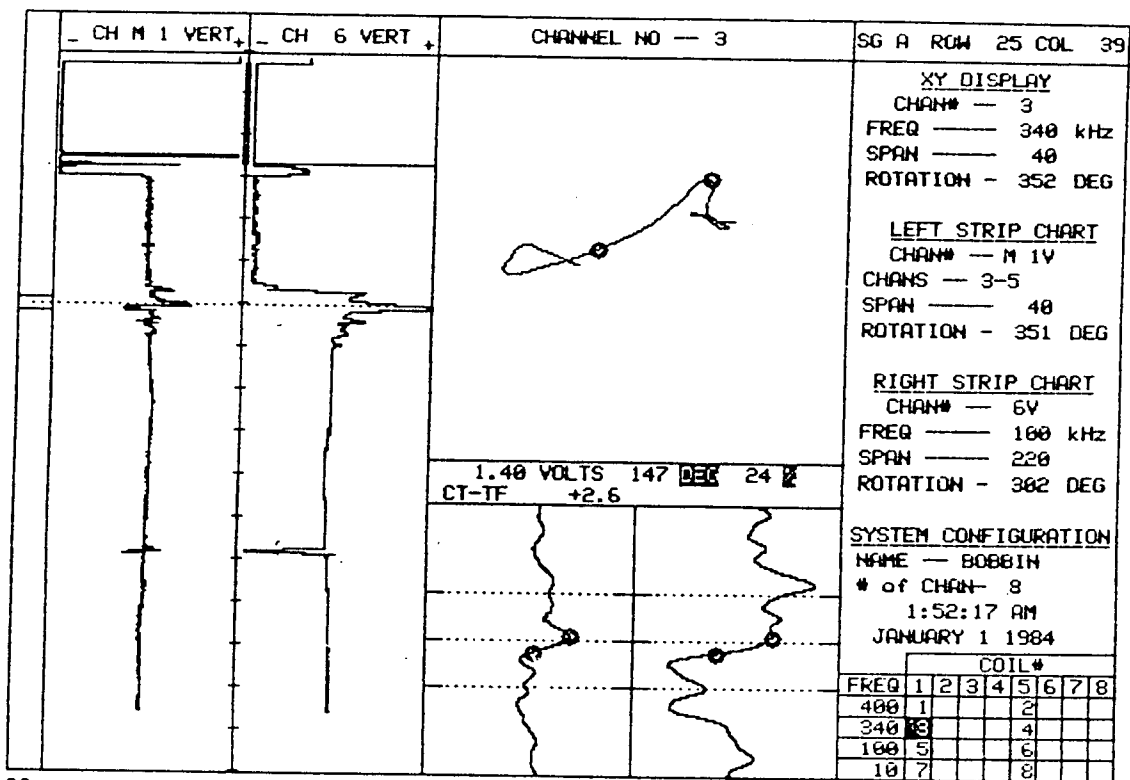 _ CH M 1 VERT +
_ CH 6 VERT +
CHANNEL NO -- 3
SG A ROW 25 COL 39
XY DISPLAY
CHAN# -- 3
FREQ ----- 340 kHz
SPAN ----- 40
ROTATION - 352 DEG
LEFT STRIP CHART
CHAN# -- M 1V
CHANS -- 3-5
SPAN ----- 40
ROTATION - 351 DEG
RIGHT STRIP CHART
CHAN# -- 6V
FREQ ----- 100 kHz
SPAN ----- 220
ROTATION - 302 DEG
1.40 VOLTS 147 DEG 24 %
CT-TF +2.6
SYSTEM CONFIGURATION
NAME -- BOBBIN
# of CHAN- 8
1:52:17 AM
JANUARY 1 1984
COIL#
FREQ 1 2 3 4 5 6 7 8
400 1 2
340 3 4
100 5 6
10 7 8